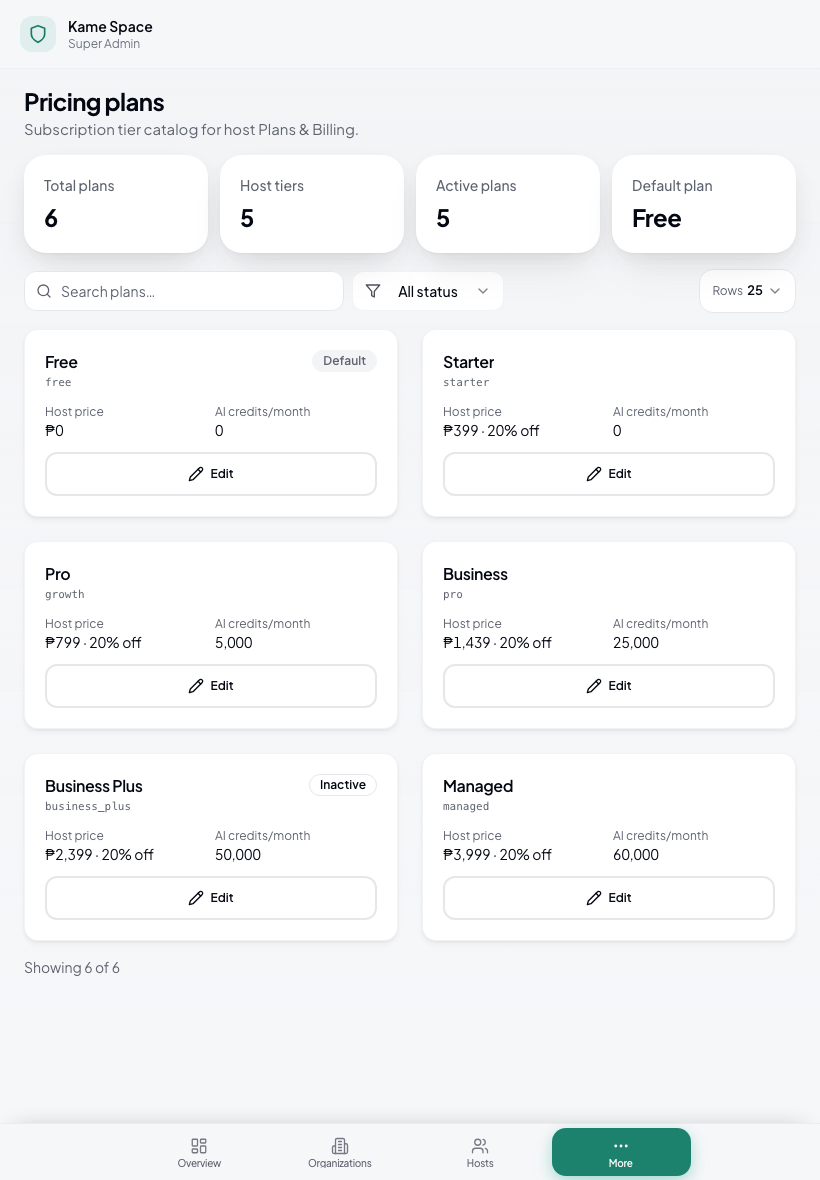 Kame Space
Super Admin
Pricing plans
Subscription tier catalog for host Plans & Billing.
Total plans
6
Host tiers
5
Active plans
5
Default plan
Free
Search plans...
All status
Rows 25
Free
Default
free
Host price
AI credits/month
₱0
0
Edit
Starter
starter
Host price
AI credits/month
₱399 · 20% off
0
Edit
Pro
growth
Host price
AI credits/month
₱799 · 20% off
5,000
Edit
Business
pro
Host price
AI credits/month
₱1,439 · 20% off
25,000
Edit
Business Plus
Inactive
business_plus
Host price
AI credits/month
₱2,399 · 20% off
50,000
Edit
Managed
managed
Host price
AI credits/month
₱3,999 · 20% off
60,000
Edit
Showing 6 of 6
Overview
Organizations
Hosts
More